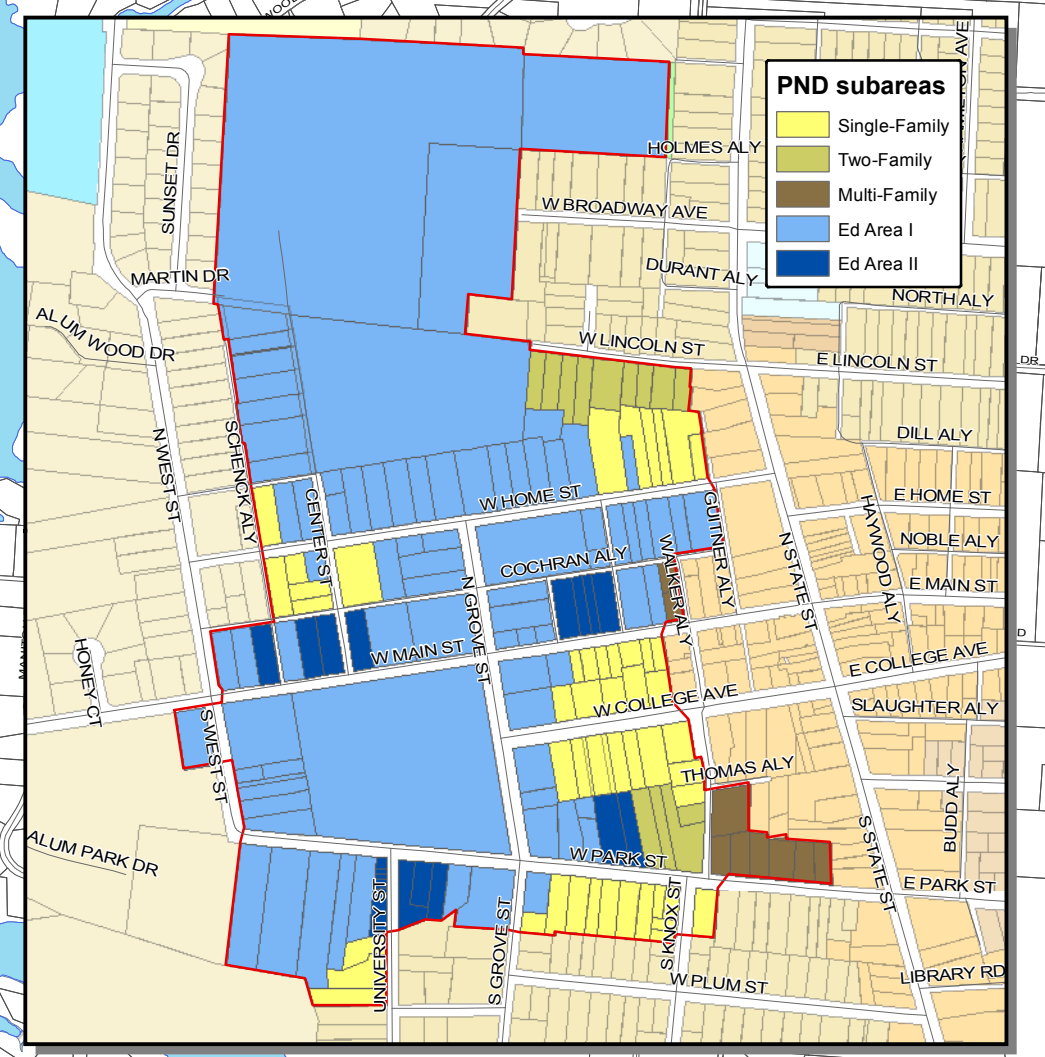 WOOD
PND subareas
Single-Family
Two-Family
Multi-Family
Ed Area I
Ed Area II
HOLMES ALY
SUNSET DR
W BROADWAY AVE
MARTIN DR
DURANT ALY
NORTH ALY
ALUM WOOD DR
W LINCOLN ST
E LINCOLN ST
DR
N WEST ST
SCHENCK ALY
DILL ALY
CENTER ST
W HOME ST
GUITNER ALY
E HOME ST
HAYWOOD ALY
NOBLE ALY
N STATE ST
COCHRAN ALY
WALKER ALY
N GROVE ST
E MAIN ST
D
HONEY CT
W MAIN ST
E COLLEGE AVE
W COLLEGE AVE
SLAUGHTER ALY
S WEST ST
THOMAS ALY
BUDD ALY
S STATE ST
ALUM PARK DR
W PARK ST
E PARK ST
UNIVERSITY ST
S GROVE ST
S KNOX ST
W PLUM ST
LIBRARY RD